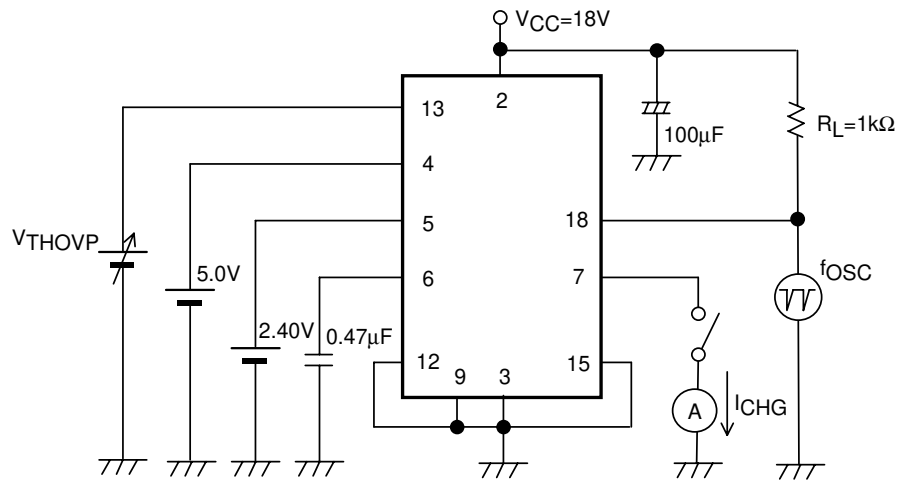 VCC=18V
13
2
100µF
RL=1kΩ
4
5
18
VTHOVP
5.0V
6
7
fOSC
2.40V
0.47µF
12
9
3
15
A
ICHG